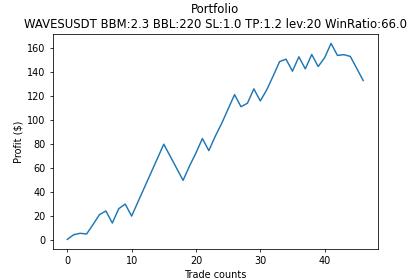 Portfolio
WAVESUSDT BBM:2.3 BBL:220 SL:1.0 TP:1.2 lev:20 WinRatio:66.0
Profit ($)
160
140
120
100
80
60
40
20
0
0 10 20 30 40
Trade counts